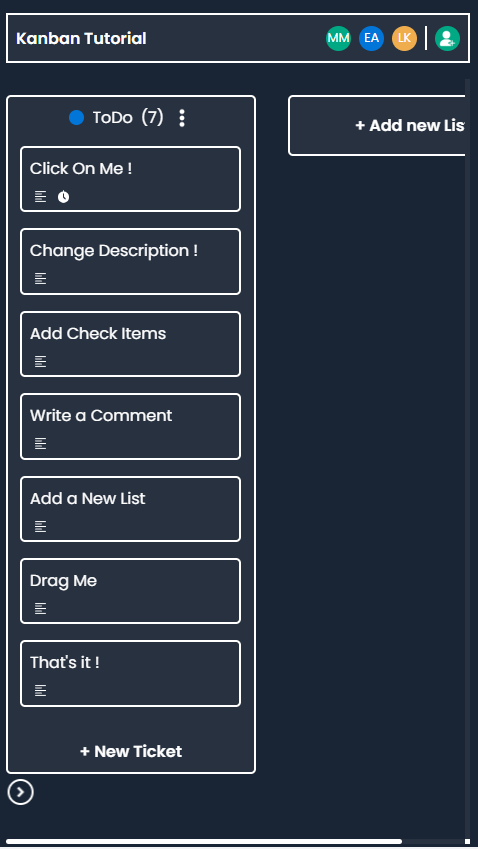 Kanban Tutorial
MM EA LK
ToDo (7)
+ Add new Lis
Click On Me !
Change Description !
Add Check Items
Write a Comment
Add a New List
Drag Me
That's it !
+ New Ticket